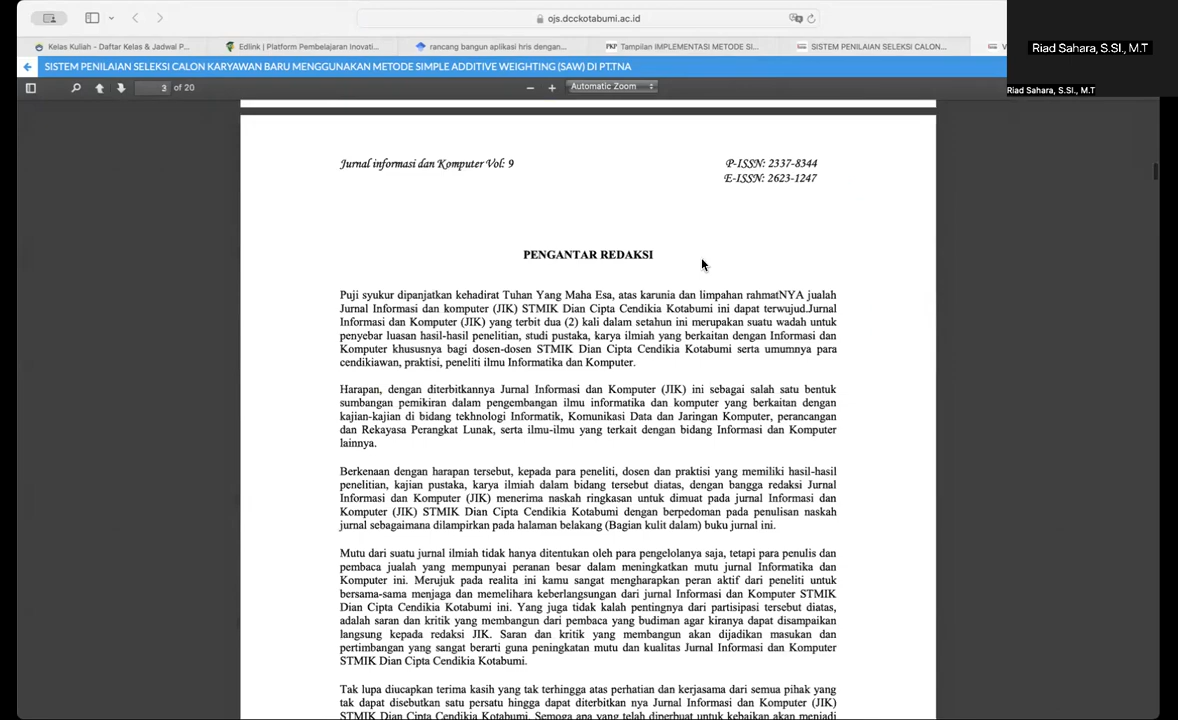 ojs.dcckotabumi.ac.id
Riad Sahara, S.SI., M.T
Kelas Kuliah - Daftar Kelas & Jadwal P...
Edlink | Platform Pembelajaran Inovati...
rancang bangun aplikasi hris dengan...
PKP
Tampilan IMPLEMENTASI METODE SI...
SISTEM PENILAIAN SELEKSI CALON KARYAWAN...
SISTEM PENILAIAN SELEKSI CALON KARYAWAN BARU MENGGUNAKAN METODE SIMPLE ADDITIVE WEIGHTING (SAW) DI PT.TNA
3 of 20
Automatic Zoom
Riad Sahara, S.SI., M.T
Jurnal informasi dan Komputer Vol: 9
P-ISSN: 2337-8344
E-ISSN: 2623-1247
PENGANTAR REDAKSI
Puji syukur dipanjatkan kehadirat Tuhan Yang Maha Esa, atas karunia dan limpahan rahmatNYA jualah
Jurnal Informasi dan komputer (JIK) STMIK Dian Cipta Cendikia Kotabumi ini dapat terwujud.Jurnal
Informasi dan Komputer (JIK) yang terbit dua (2) kali dalam setahun ini merupakan suatu wadah untuk
penyebar luasan hasil-hasil penelitian, studi pustaka, karya ilmiah yang berkaitan dengan Informasi dan
Komputer khususnya bagi dosen-dosen STMIK Dian Cipta Cendikia Kotabumi serta umumnya para
cendikiawan, praktisi, peneliti ilmu Informatika dan Komputer.
Harapan, dengan diterbitkannya Jurnal Informasi dan Komputer (JIK) ini sebagai salah satu bentuk
sumbangan pemikiran dalam pengembangan ilmu informatika dan komputer yang berkaitan dengan
kajian-kajian di bidang tekhnologi Informatik, Komunikasi Data dan Jaringan Komputer, perancangan
dan Rekayasa Perangkat Lunak, serta ilmu-ilmu yang terkait dengan bidang Informasi dan Komputer
lainnya.
Berkenaan dengan harapan tersebut, kepada para peneliti, dosen dan praktisi yang memiliki hasil-hasil
penelitian, kajian pustaka, karya ilmiah dalam bidang tersebut diatas, dengan bangga redaksi Jurnal
Informasi dan Komputer (JIK) menerima naskah ringkasan untuk dimuat pada jurnal Informasi dan
Komputer (JIK) STMIK Dian Cipta Cendikia Kotabumi dengan berpedoman pada penulisan naskah
jurnal sebagaimana dilampirkan pada halaman belakang (Bagian kulit dalam) buku jurnal ini.
Mutu dari suatu jurnal ilmiah tidak hanya ditentukan oleh para pengelolanya saja, tetapi para penulis dan
pembaca jualah yang mempunyai peranan besar dalam meningkatkan mutu jurnal Informatika dan
Komputer ini. Merujuk pada realita ini kamu sangat mengharapkan peran aktif dari peneliti untuk
bersama-sama menjaga dan memelihara keberlangsungan dari jurnal Informasi dan Komputer STMIK
Dian Cipta Cendikia Kotabumi ini. Yang juga tidak kalah pentingnya dari partisipasi tersebut diatas,
adalah saran dan kritik yang membangun dari pembaca yang budiman agar kiranya dapat disampaikan
langsung kepada redaksi JIK. Saran dan kritik yang membangun akan dijadikan masukan dan
pertimbangan yang sangat berarti guna peningkatan mutu dan kualitas Jurnal Informasi dan Komputer
STMIK Dian Cipta Cendikia Kotabumi.
Tak lupa diucapkan terima kasih yang tak terhingga atas perhatian dan kerjasama dari semua pihak yang
tak dapat disebutkan satu persatu hingga dapat diterbitkan nya Jurnal Informasi dan Komputer (JIK)
STMIK Dian Cipta Cendikia Kotabumi. Semoga apa yang telah diperbuat untuk kebaikan akan menjadi